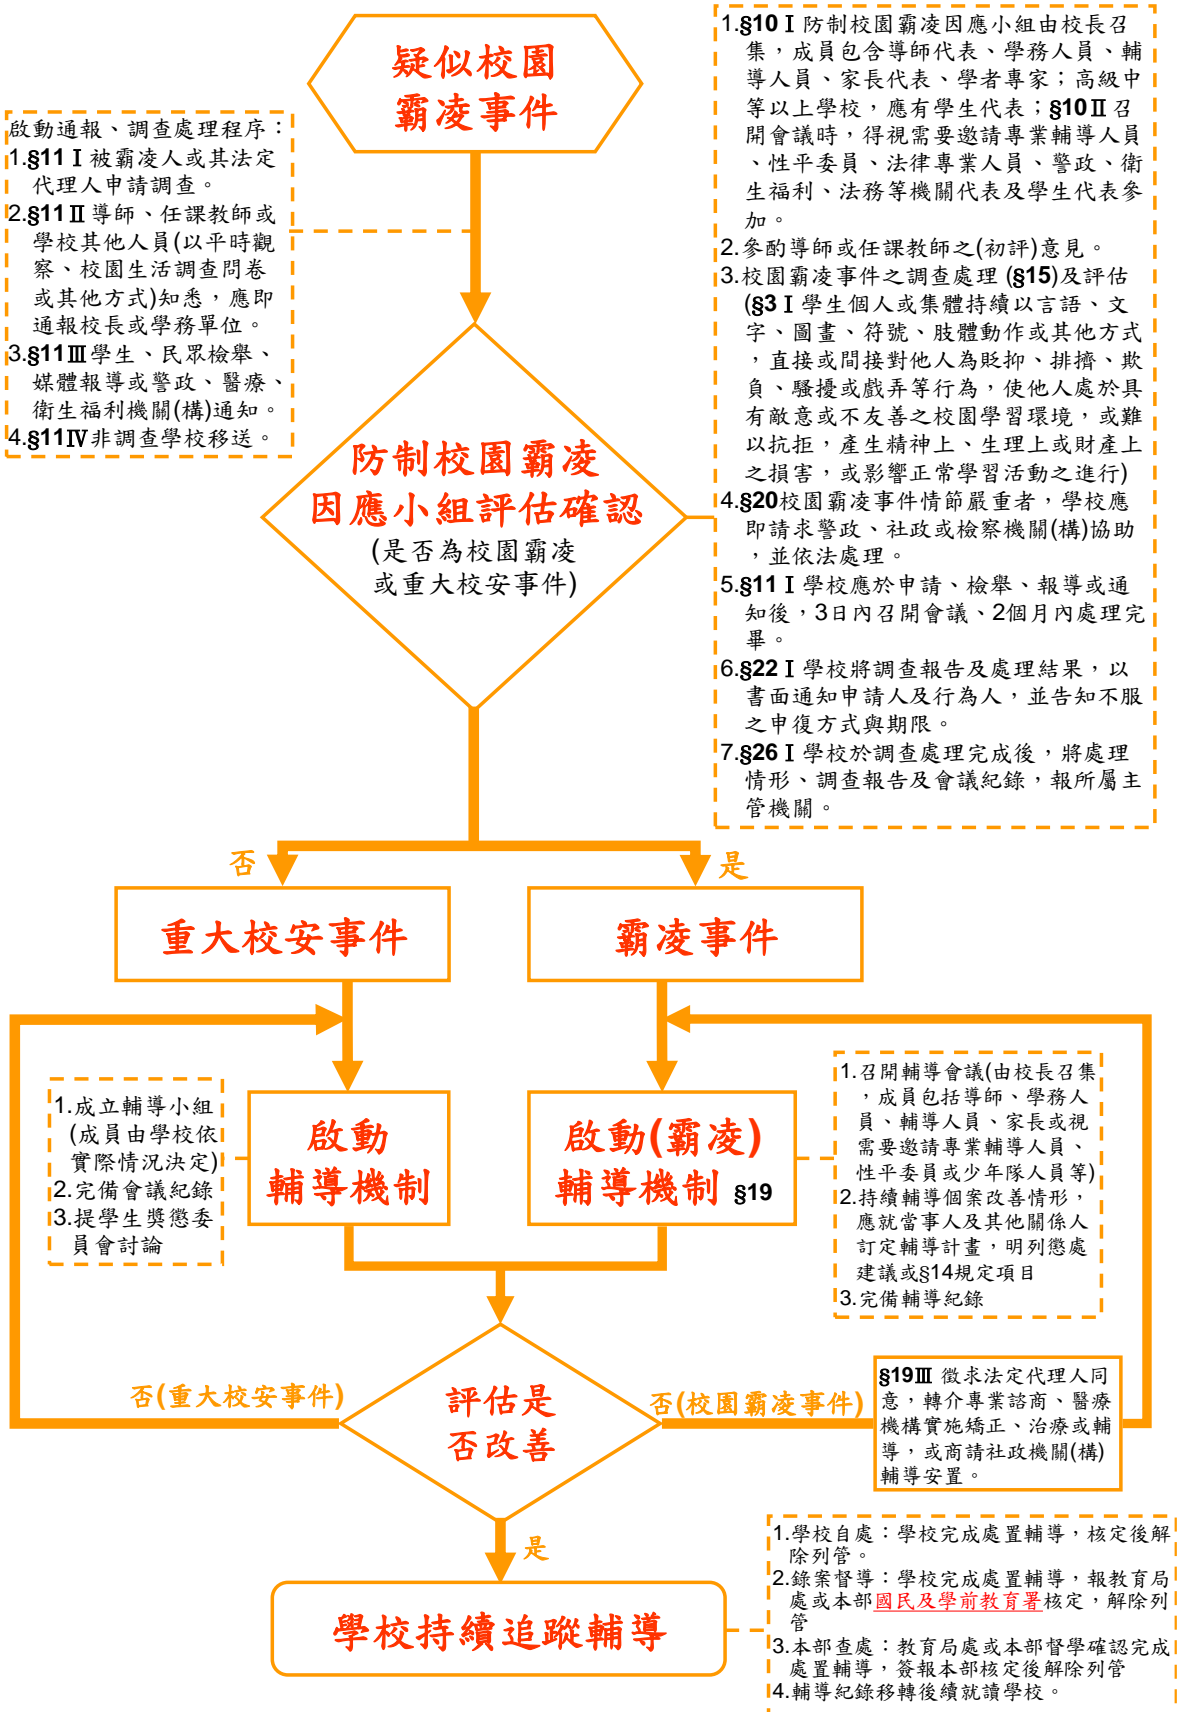 疑似校園
霸凌事件
啟動通報、調查處理程序：
1.§11Ⅰ被霸凌人或其法定
代理人申請調查。
2.§11Ⅱ導師、任課教師或
學校其他人員(以平時觀
察、校園生活調查問卷
或其他方式)知悉，應即
通報校長或學務單位。
3.§11Ⅲ學生、民眾檢舉、
媒體報導或警政、醫療、
衛生福利機關(構)通知。
4.§11Ⅳ非調查學校移送。
1.§10Ⅰ防制校園霸凌因應小組由校長召
集，成員包含導師代表、學務人員、輔
導人員、家長代表、學者專家；高級中
等以上學校，應有學生代表；§10Ⅱ召
開會議時，得視需要邀請專業輔導人員
、性平委員、法律專業人員、警政、衛
生福利、法務等機關代表及學生代表參
加。
2.參酌導師或任課教師之(初評)意見。
3.校園霸凌事件之調查處理 (§15)及評估
(§3Ⅰ學生個人或集體持續以言語、文
字、圖畫、符號、肢體動作或其他方式
，直接或間接對他人為貶抑、排擠、欺
負、騷擾或戲弄等行為，使他人處於具
有敵意或不友善之校園學習環境，或難
以抗拒，產生精神上、生理上或財產上
之損害，或影響正常學習活動之進行)
4.§20校園霸凌事件情節嚴重者，學校應
即請求警政、社政或檢察機關(構)協助
，並依法處理。
5.§11Ⅰ學校應於申請、檢舉、報導或通
知後，3日內召開會議、2個月內處理完
畢。
6.§22Ⅰ學校將調查報告及處理結果，以
書面通知申請人及行為人，並告知不服
之申復方式與期限。
7.§26Ⅰ學校於調查處理完成後，將處理
情形、調查報告及會議紀錄，報所屬主
管機關。
防制校園霸凌
因應小組評估確認
(是否為校園霸凌
或重大校安事件)
否
是
重大校安事件
霸凌事件
1.成立輔導小組
(成員由學校依
實際情況決定)
2.完備會議紀錄
3.提學生獎懲委
員會討論
啟動
輔導機制
啟動(霸凌)
輔導機制 §19
1.召開輔導會議(由校長召集
，成員包括導師、學務人
員、輔導人員、家長或視
需要邀請專業輔導人員、
性平委員或少年隊人員等)
2.持續輔導個案改善情形，
應就當事人及其他關係人
訂定輔導計畫，明列懲處
建議或§14規定項目
3.完備輔導紀錄
否(重大校安事件)
評估是
否改善
否(校園霸凌事件)
§19Ⅲ 徵求法定代理人同
意，轉介專業諮商、醫療
機構實施矯正、治療或輔
導，或商請社政機關(構)
輔導安置。
是
學校持續追蹤輔導
1.學校自處：學校完成處置輔導，核定後解
除列管。
2.錄案督導：學校完成處置輔導，報教育局
處或本部國民及學前教育署核定，解除列
管
3.本部查處：教育局處或本部督學確認完成
處置輔導，簽報本部核定後解除列管
4.輔導紀錄移轉後續就讀學校。